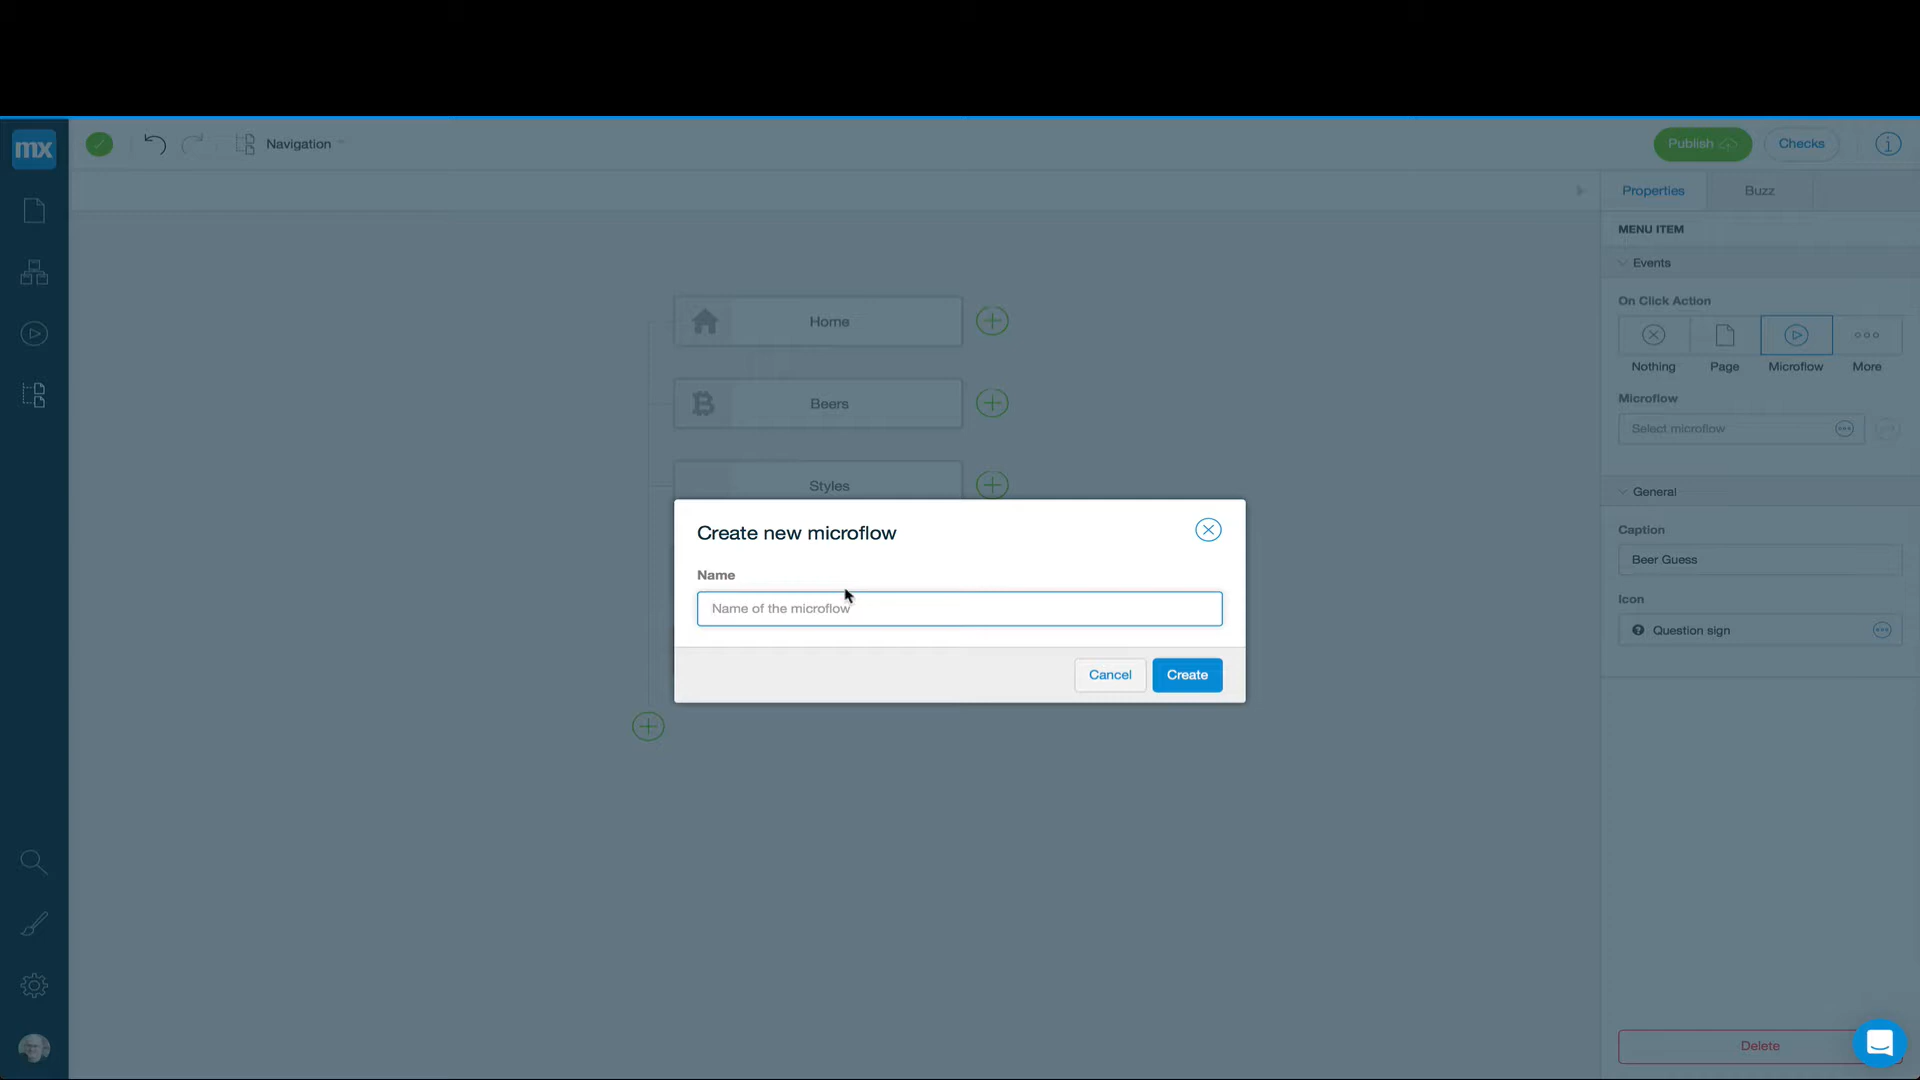 mx
Navigation
Publish
Checks
Properties
Buzz
MENU ITEM
Events
On Click Action
Nothing
Page
Microflow
More
Microflow
Select microflow
General
Caption
Beer Guess
Icon
Question sign
Delete
Home
Beers
Styles
Create new microflow
Name
Name of the microflow
Cancel
Create